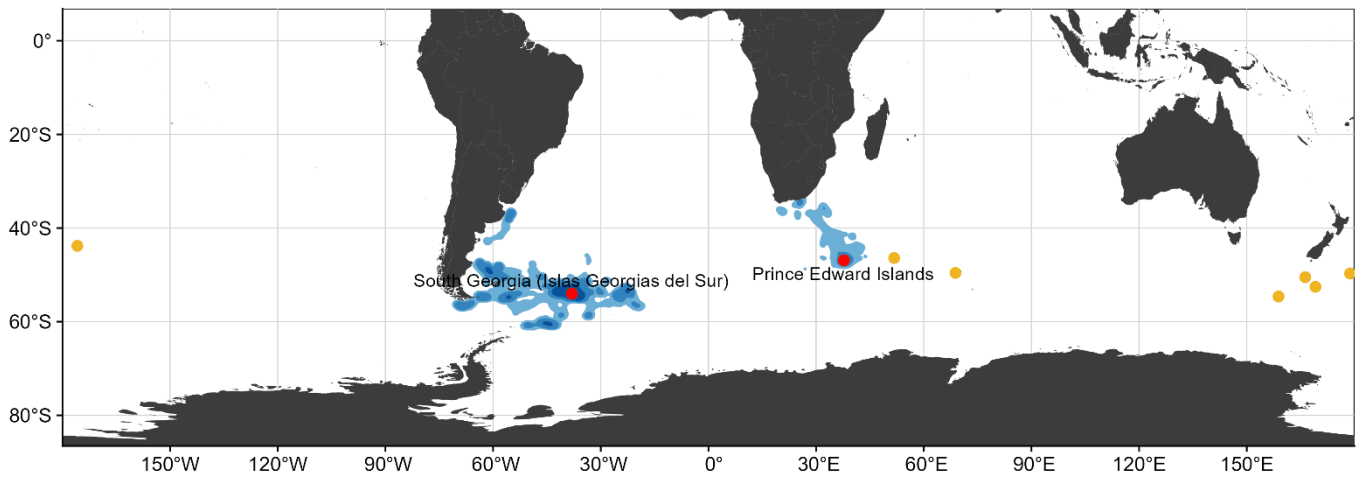 0°
20°S
40°S
South Georgia (Islas Georgias del Sur)
Prince Edward Islands
60°S
80°S
150°W 120°W 90°W 60°W 30°W 0° 30°E 60°E 90°E 120°E 150°E